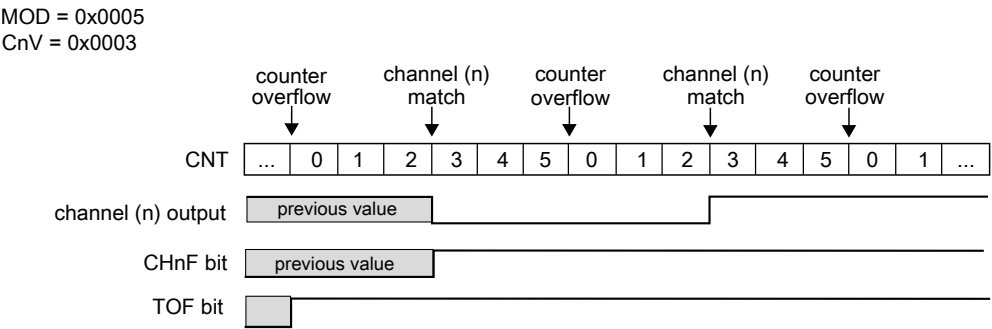 MOD = 0x0005
CnV = 0x0003
counter overflow
channel (n) match
counter overflow
channel (n) match
counter overflow
CNT ... 0 1 2 3 4 5 0 1 2 3 4 5 0 1 ...
channel (n) output previous value
CHnF bit previous value
TOF bit